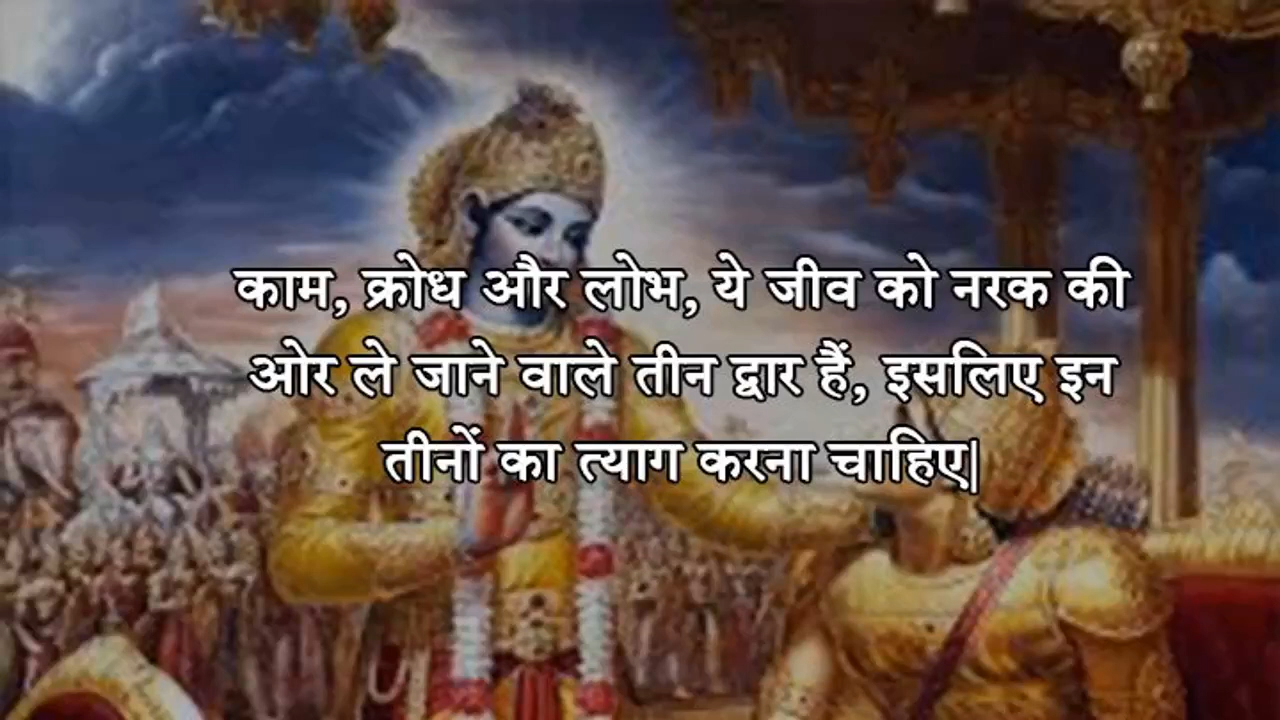 काम, क्रोध और लोभ, ये जीव को नरक की
ओर ले जाने वाले तीन द्वार हैं, इसलिए इन
तीनों का त्याग करना चाहिए|